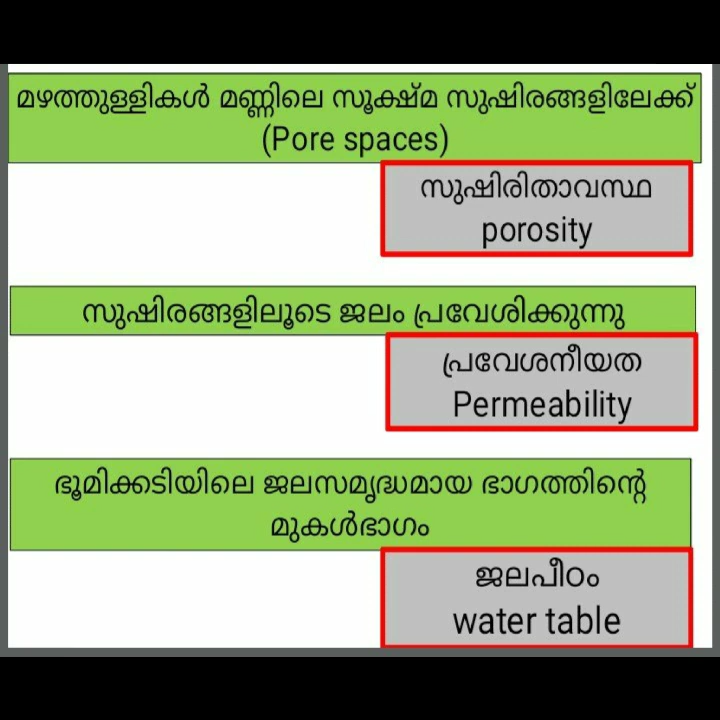 മഴത്തുള്ളികൾ മണ്ണിലെ സൂക്ഷ്മ സുഷിരങ്ങളിലേക്ക്
(Pore spaces)
സുഷിരിതാവസ്ഥ
porosity
സുഷിരങ്ങളിലൂടെ ജലം പ്രവേശിക്കുന്നു
പ്രവേശനീയത
Permeability
ഭൂമിക്കടിയിലെ ജലസമൃദ്ധമായ ഭാഗത്തിന്റെ
മുകൾഭാഗം
ജലപീഠം
water table